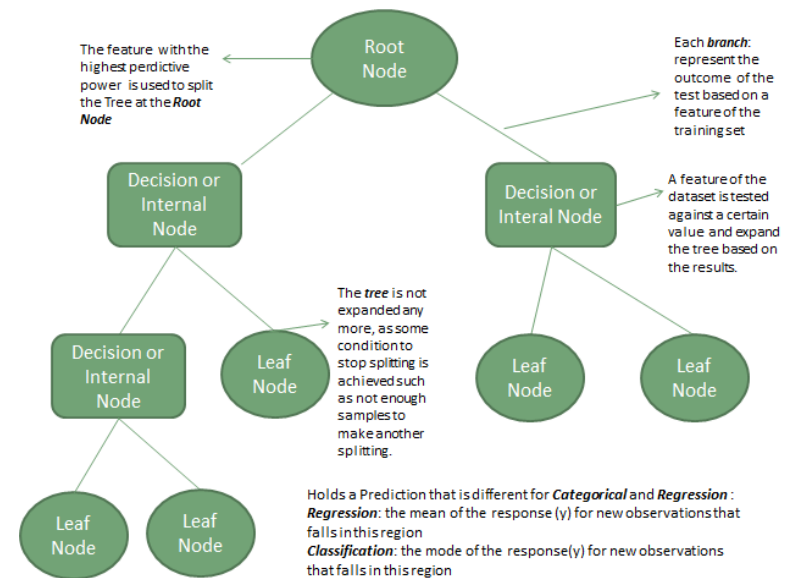 Root
Node
The feature with the
highest perdictive
power is used to split
the Tree at the Root
Node
Each branch:
represent the
outcome of the
test based on a
feature of the
training set
Decision or
Internal
Node
Decision or
Interal Node
A feature of the
dataset is tested
against a certain
value and expand
the tree based on
the results.
The tree is not
expanded any
more, as some
condition to
stop splitting is
achieved such
as not enough
samples to
make another
splitting.
Decision or
Internal
Node
Leaf
Node
Leaf
Node
Leaf
Node
Leaf
Node
Leaf
Node
Holds a Prediction that is different for Categorical and Regression :
Regression: the mean of the response (y) for new observations that
falls in this region
Classification: the mode of the response(y) for new observations
that falls in this region